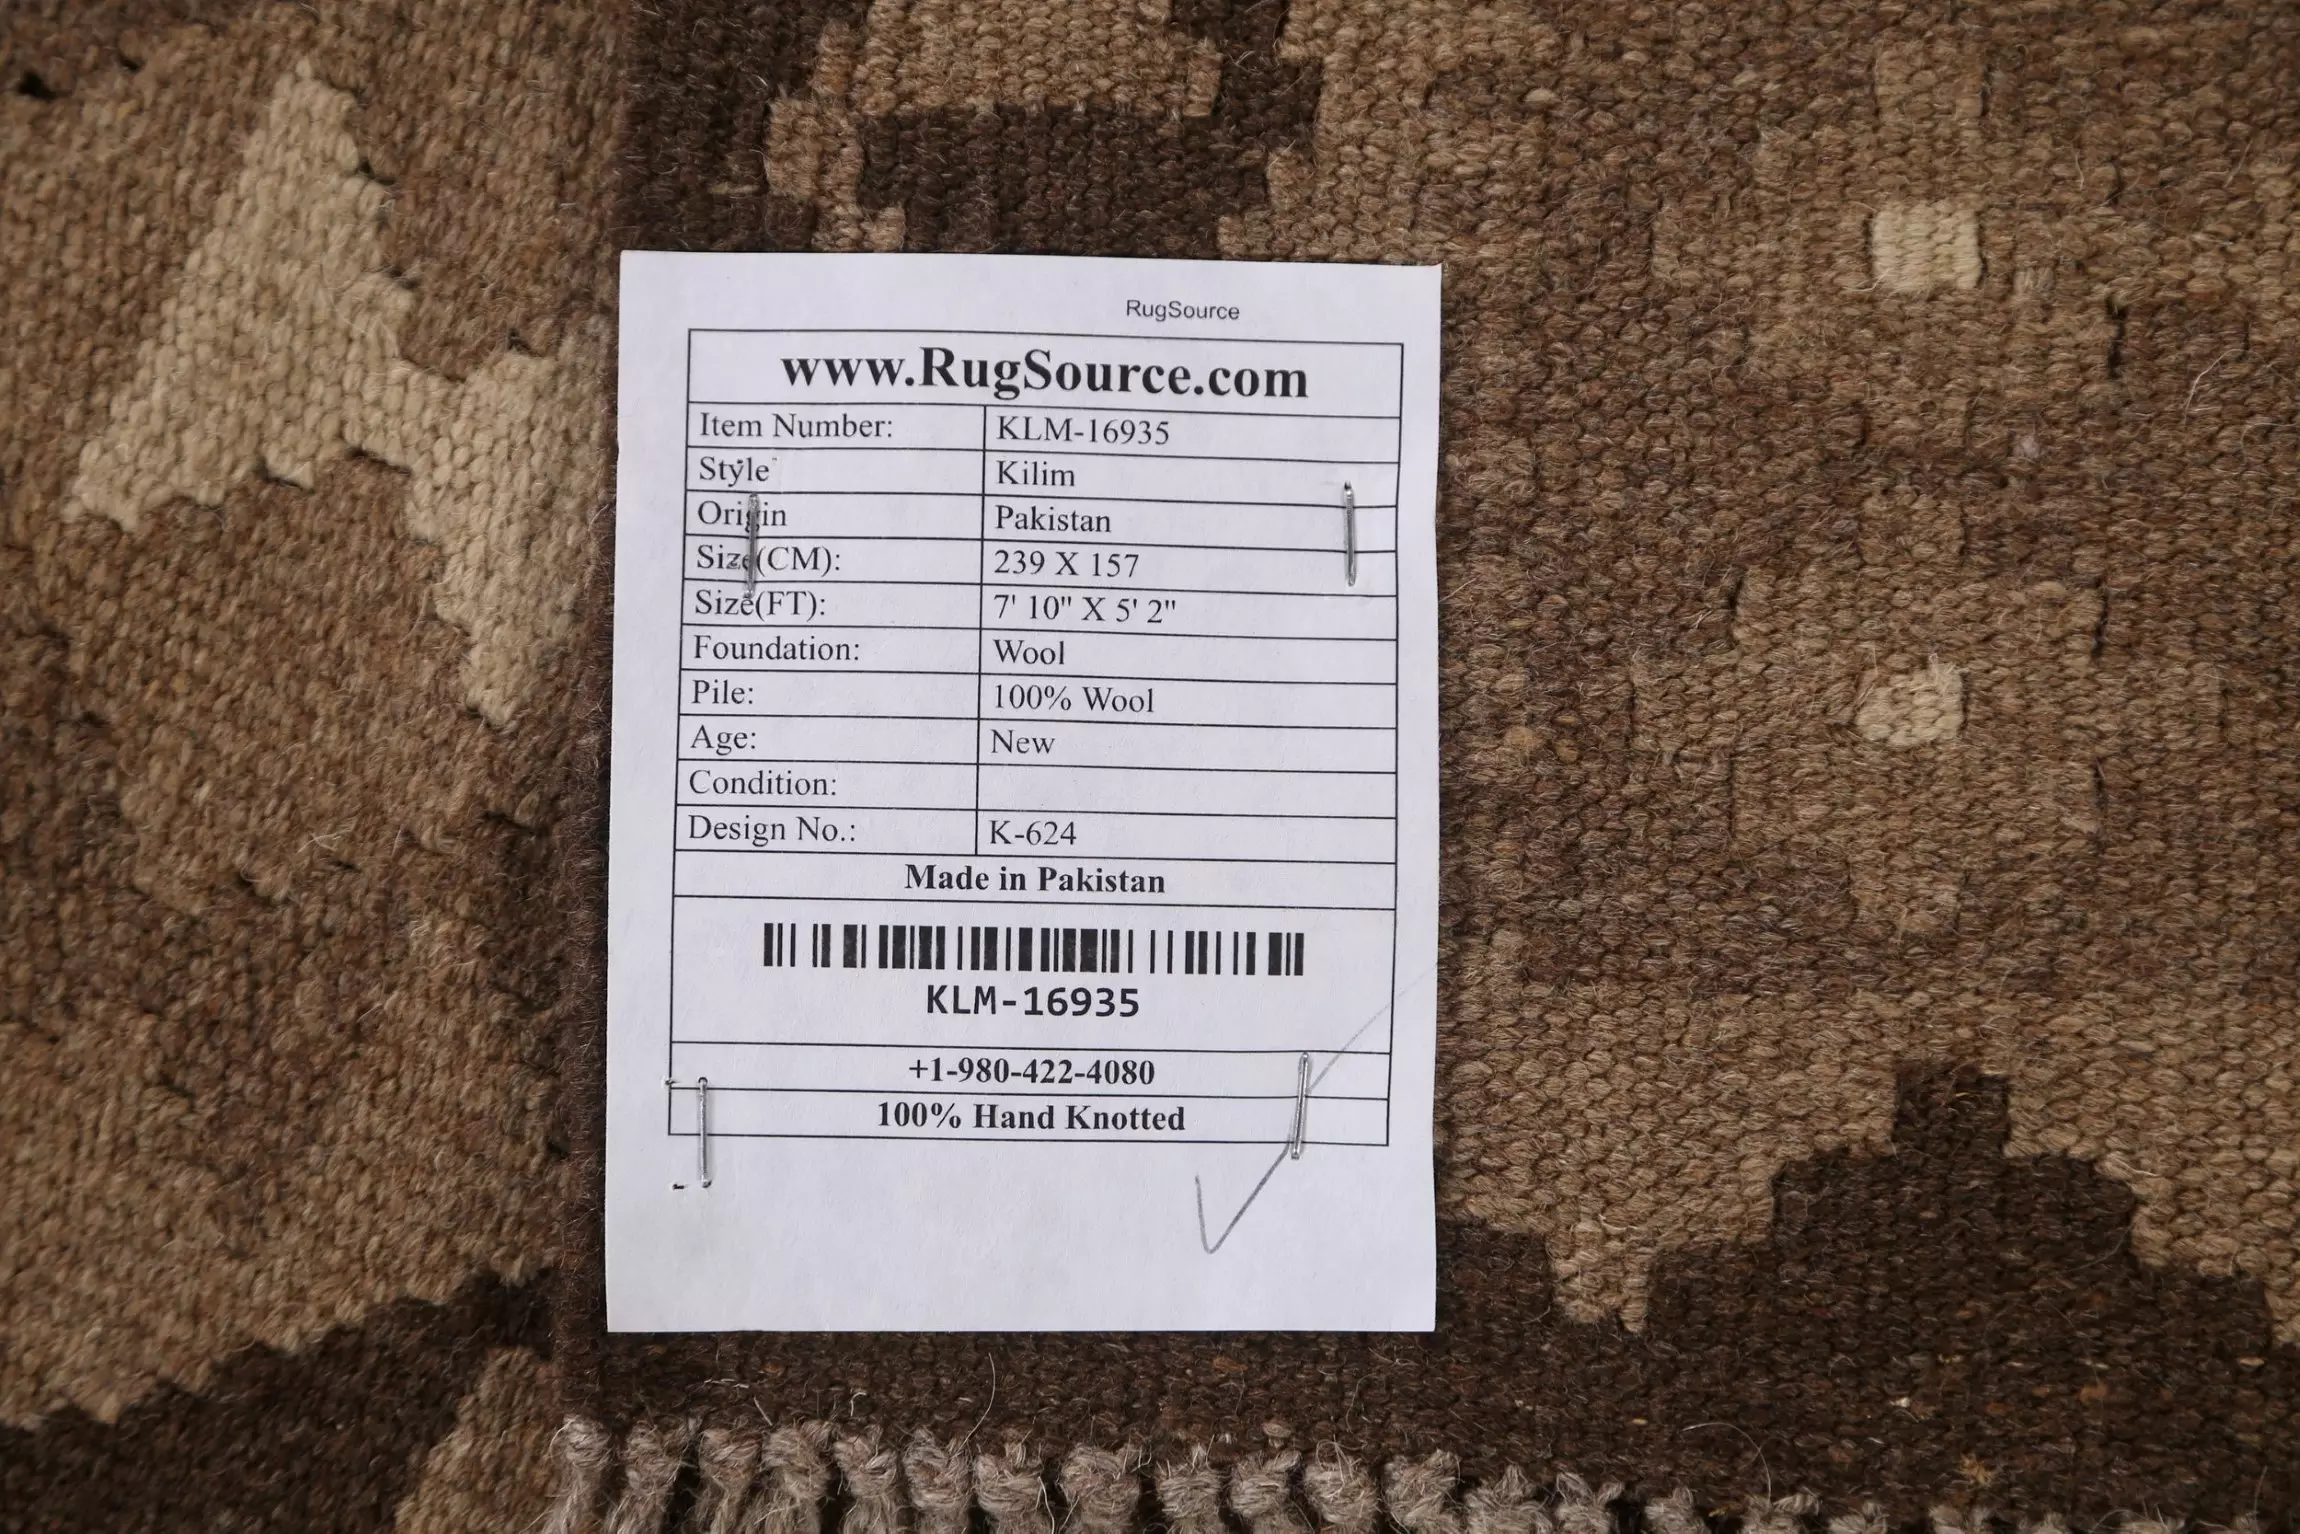 RugSource
www.RugSource.com
Item Number: KLM-16935
Style Kilim
Origin Pakistan
Size(CM): 239 X 157
Size(FT): 7' 10" X 5' 2"
Foundation: Wool
Pile: 100% Wool
Age: New
Condition:
Design No.: K-624
Made in Pakistan
KLM-16935
+1-980-422-4080
100% Hand Knotted